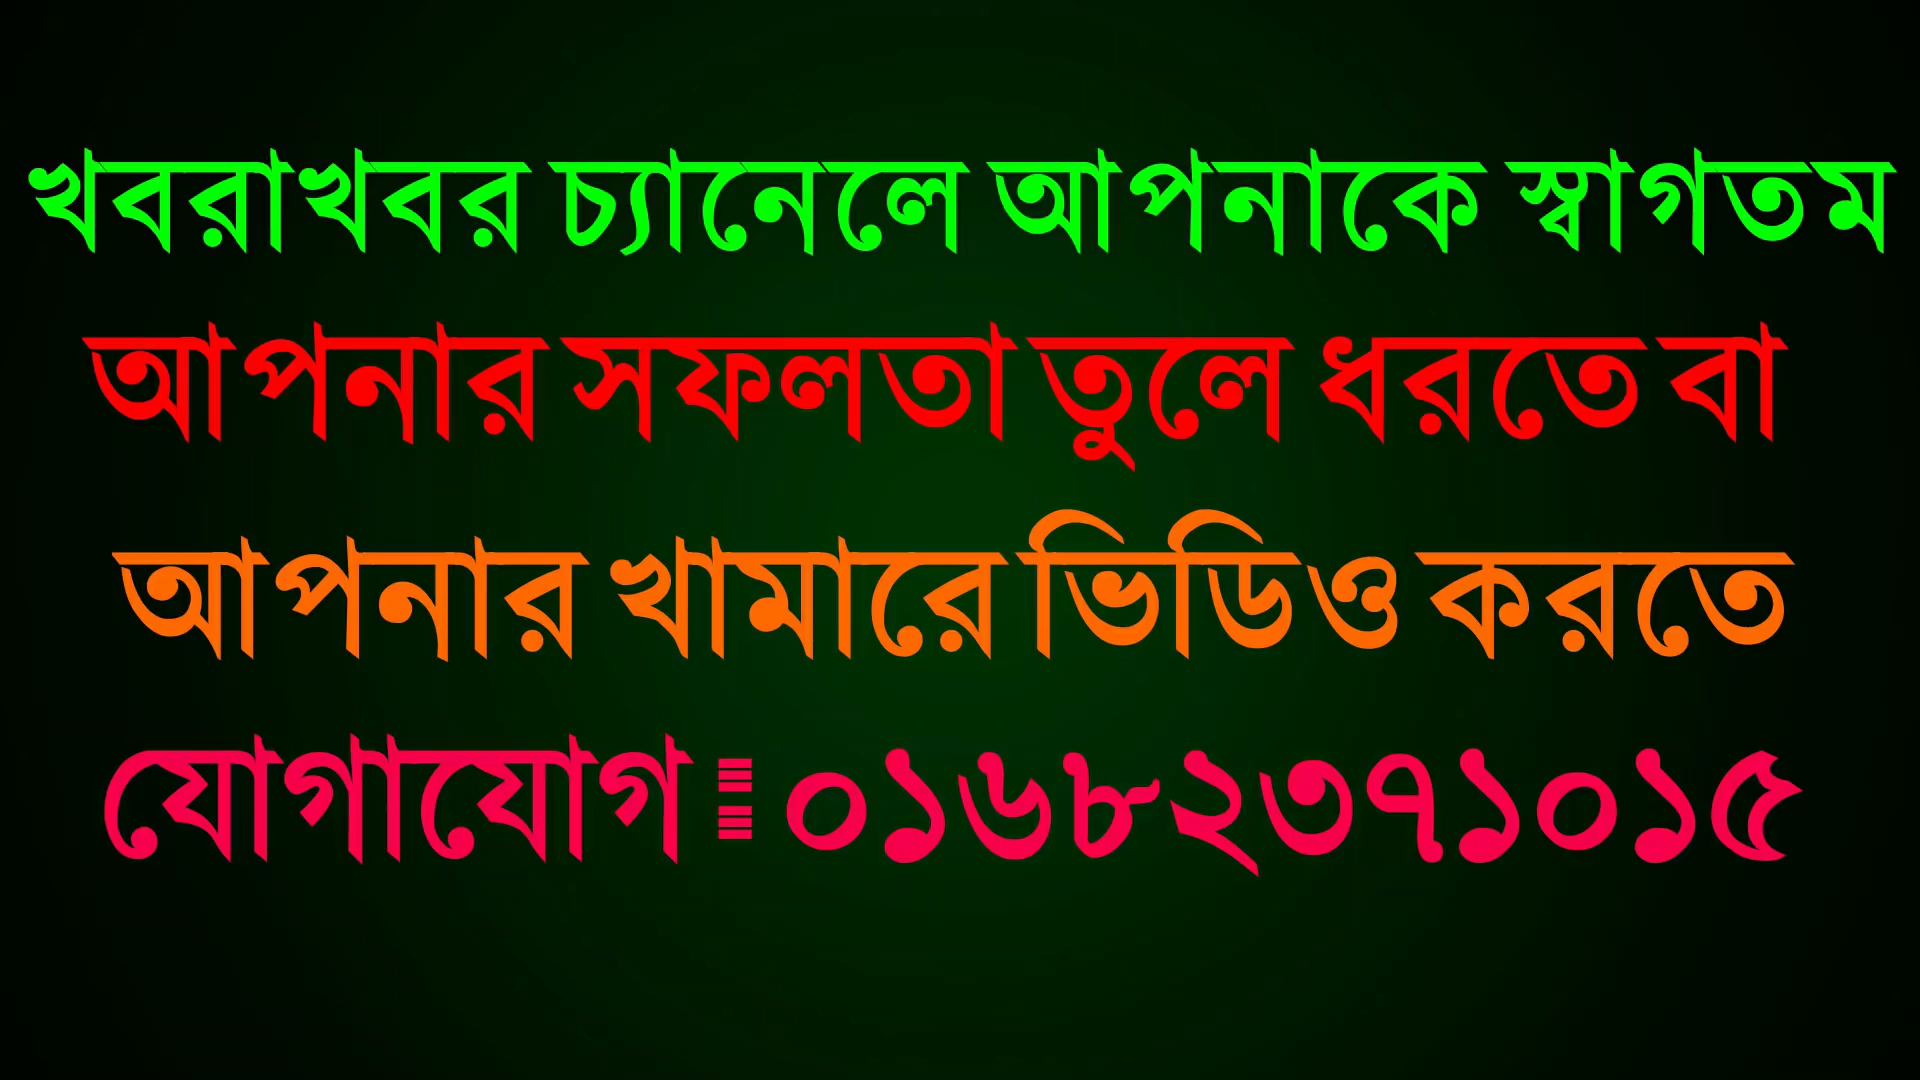 খবরাখবর চ্যানেলে আপনাকে স্বাগতম
আপনার সফলতা তুলে ধরতে বা
আপনার খামারে ভিডিও করতে
যোগাযোগ : ০১৬৮২৩৭১০১৫